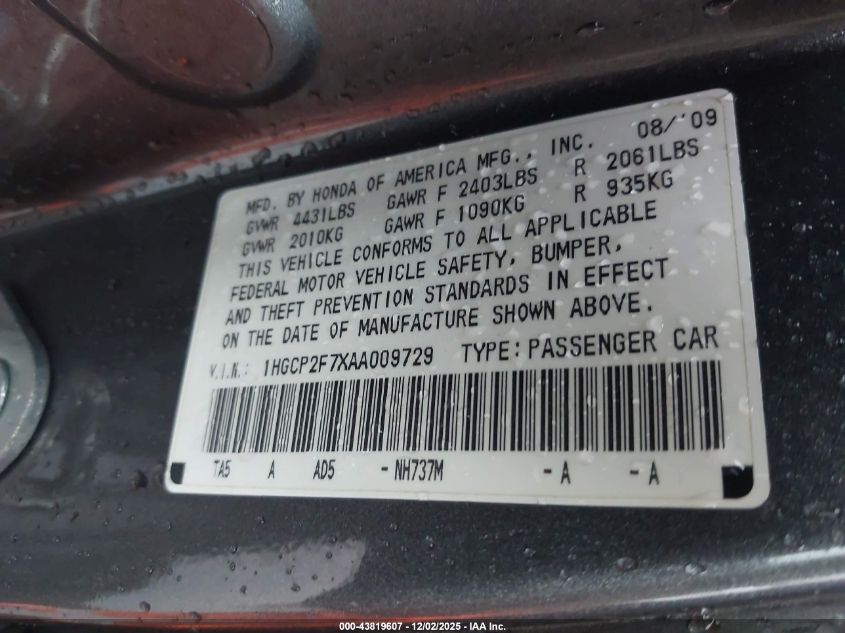 08/'09
MFD. BY HONDA OF AMERICA MFG., INC.
GVWR 4431LBS GAWR F 2403LBS R 2061LBS
GVWR 2010KG GAWR F 1090KG R 935KG
THIS VEHICLE CONFORMS TO ALL APPLICABLE
FEDERAL MOTOR VEHICLE SAFETY, BUMPER,
AND THEFT PREVENTION STANDARDS IN EFFECT
ON THE DATE OF MANUFACTURE SHOWN ABOVE.
V.I.N.: 1HGCP2F7XAA009729 TYPE: PASSENGER CAR
TA5 A AD5 - NH737M - A - A
000-43819607 - 12/02/2025 - IAA Inc.